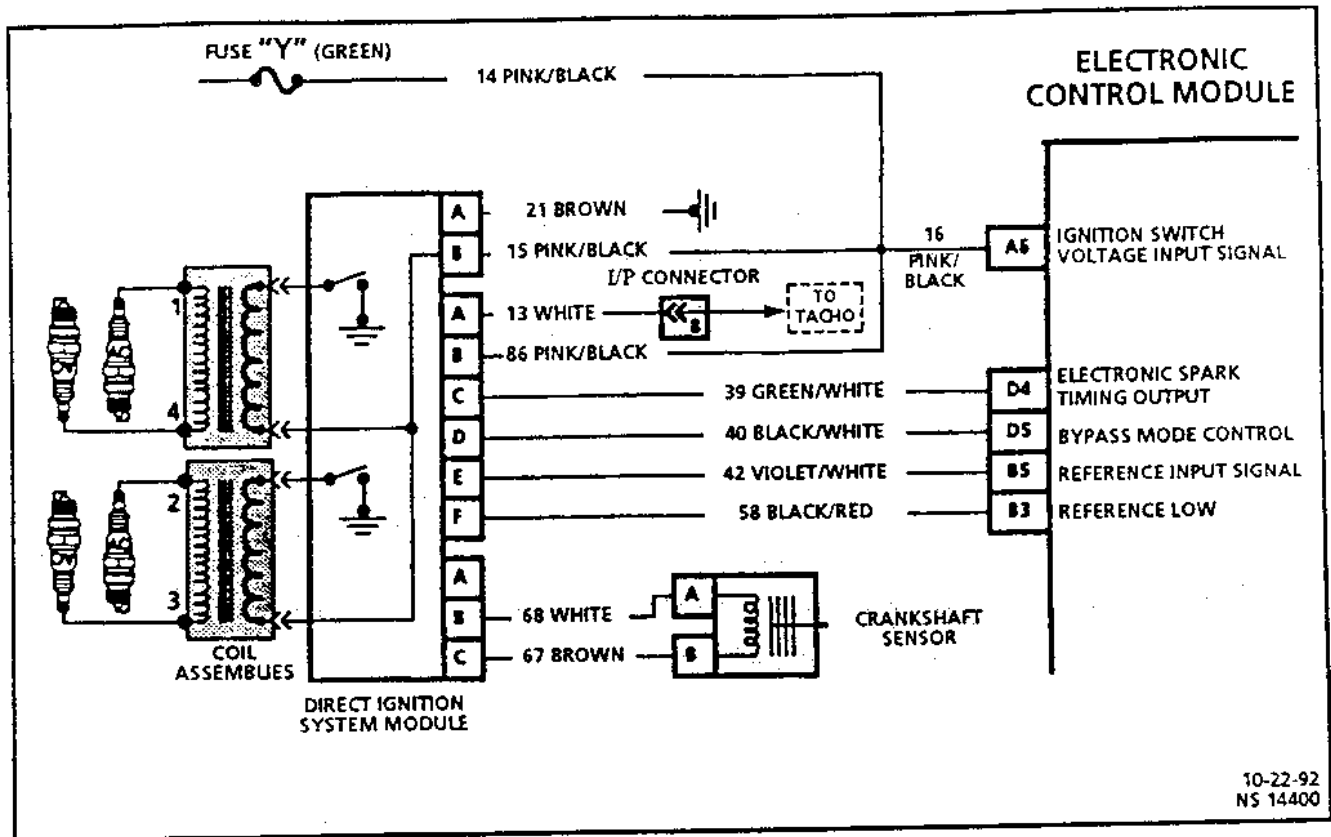 FUSE "Y" (GREEN)
14 PINK/BLACK
ELECTRONIC
CONTROL MODULE
A
21 BROWN
B
15 PINK/BLACK
16
PINK/
BLACK
A6
IGNITION SWITCH
VOLTAGE INPUT SIGNAL
I/P CONNECTOR
A
13 WHITE
B
TO
TACHO
B
86 PINK/BLACK
C
39 GREEN/WHITE
D4
ELECTRONIC SPARK
TIMING OUTPUT
D
40 BLACK/WHITE
D5
BYPASS MODE CONTROL
E
42 VIOLET/WHITE
B5
REFERENCE INPUT SIGNAL
F
58 BLACK/RED
B3
REFERENCE LOW
1
4
2
3
A
B
68 WHITE
A
C
67 BROWN
B
CRANKSHAFT
SENSOR
COIL
ASSEMBLIES
DIRECT IGNITION
SYSTEM MODULE
10-22-92
NS 14400